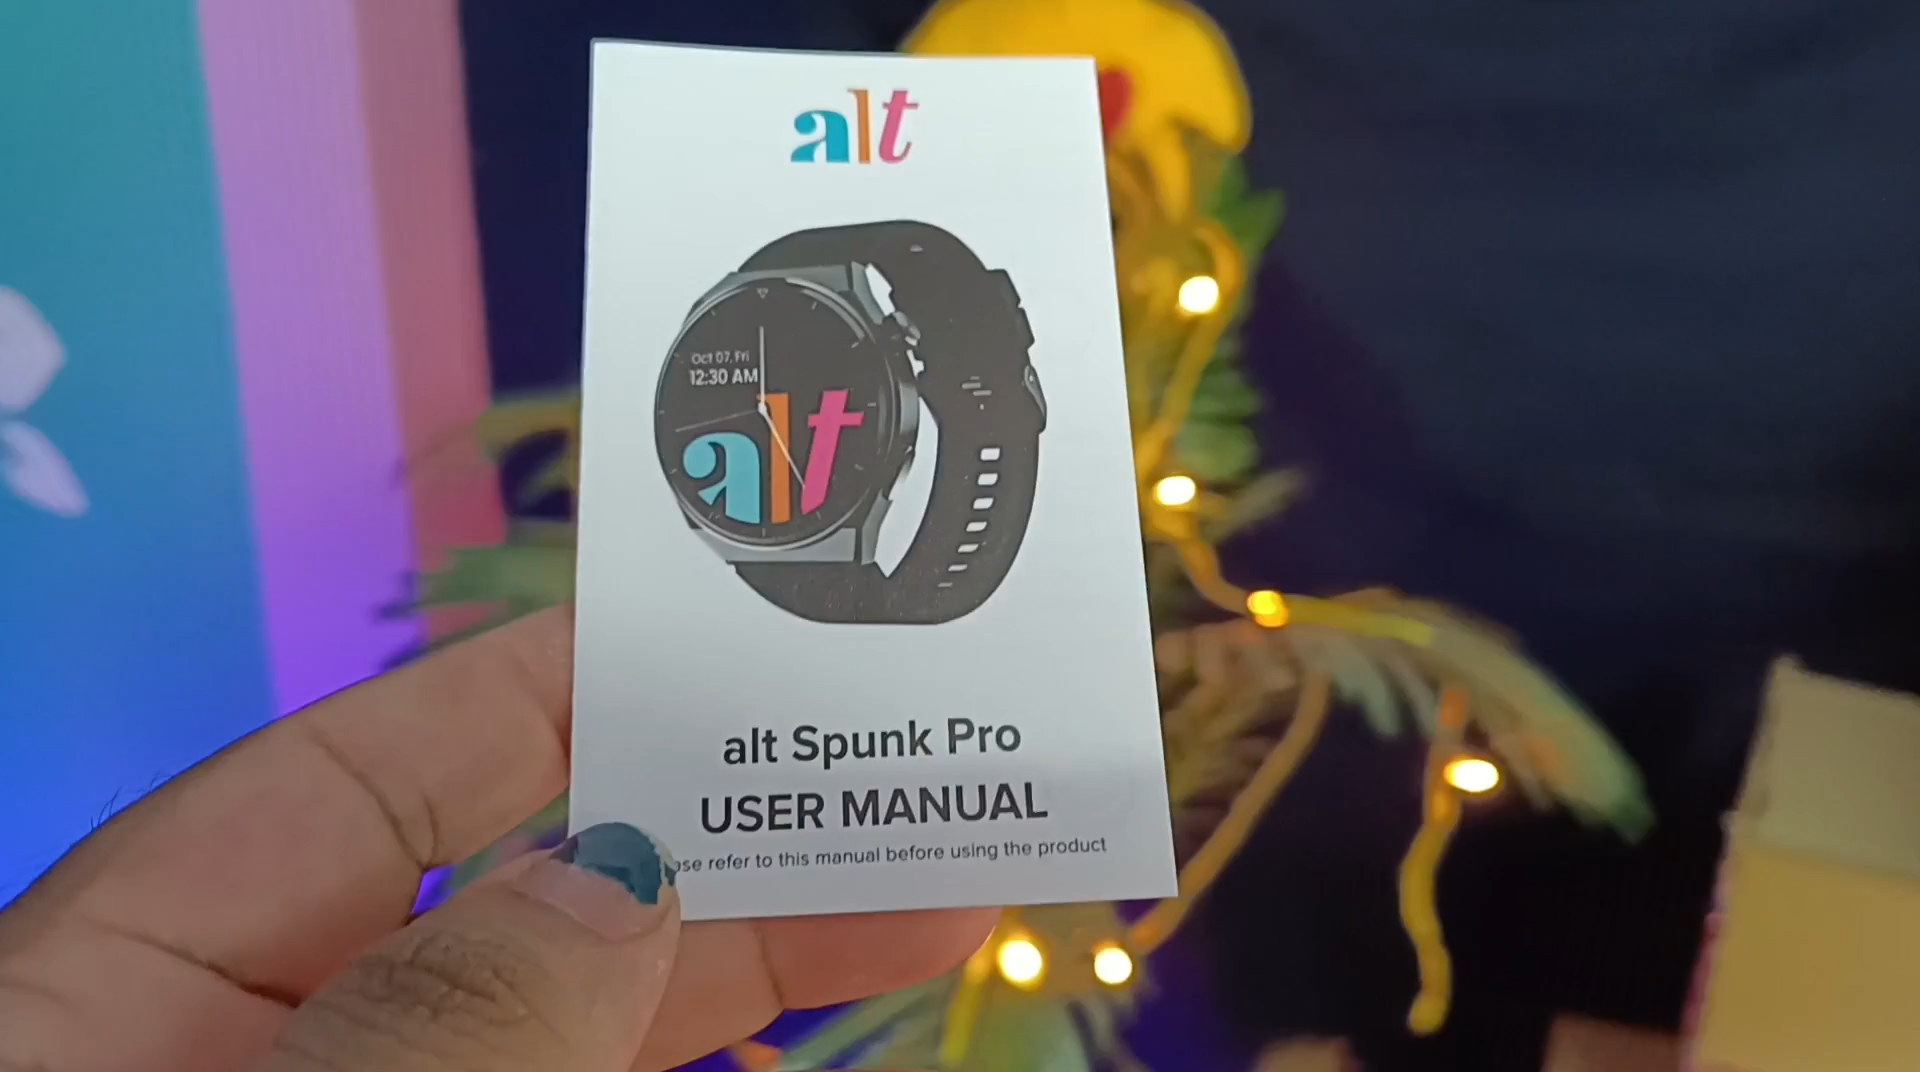 alt
Oct 07, Fri
12:30 AM
alt
alt Spunk Pro
USER MANUAL
refer to this manual before using the product